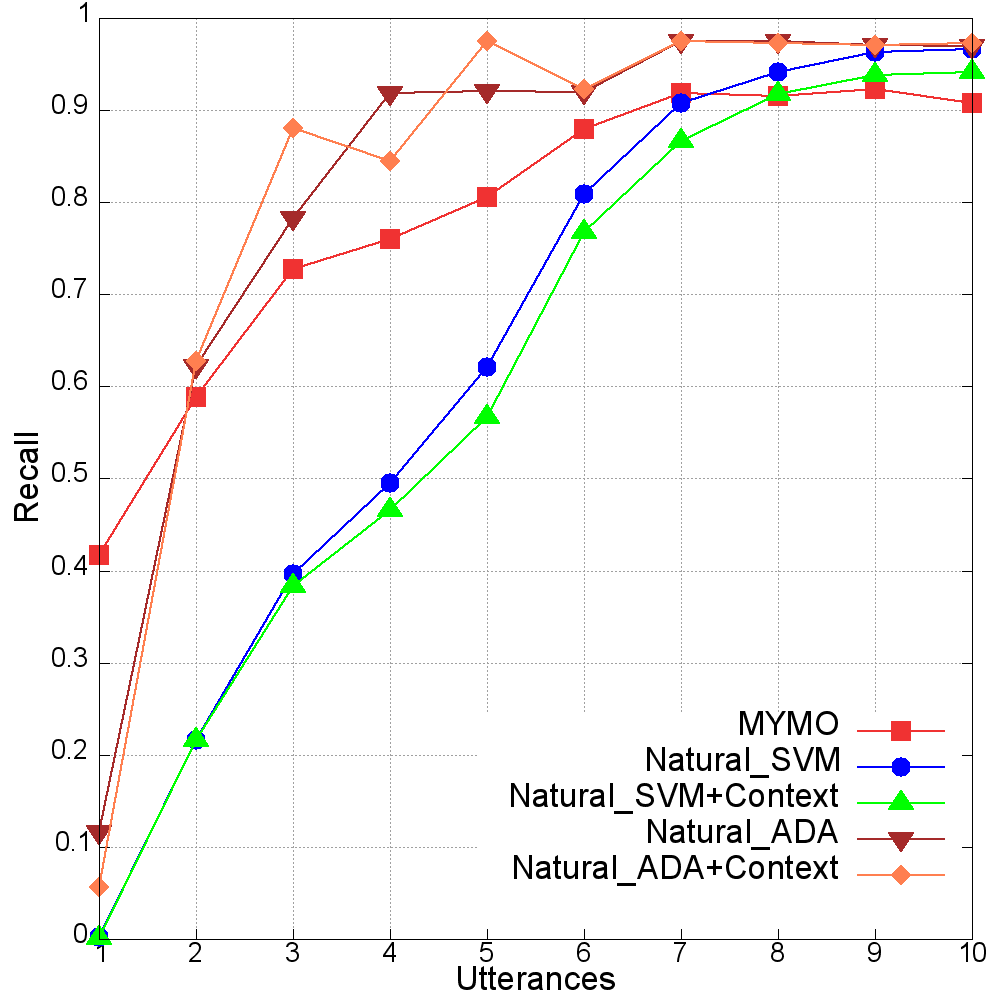 1
0.9
0.8
0.7
0.6
0.5
0.4
0.3
0.2
0.1
0
Recall
MYMO
Natural_SVM
Natural_SVM+Context
Natural_ADA
Natural_ADA+Context
1 2 3 4 5 6 7 8 9 10
Utterances